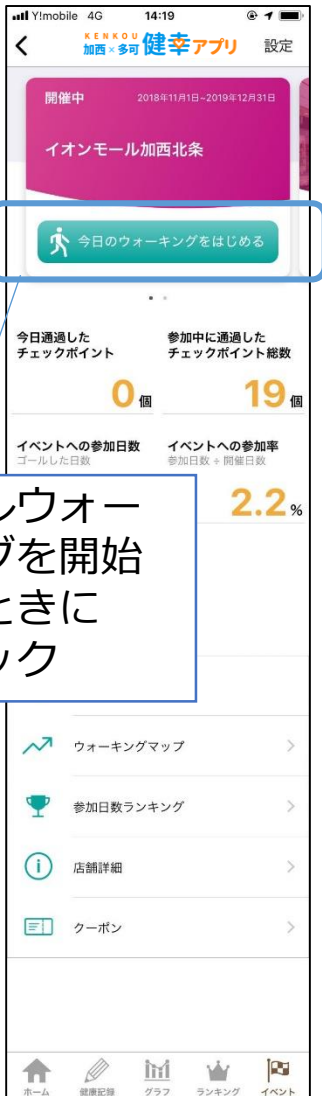 Y!mobile 4G 14:19
KENKOU
加西×多可 健幸アプリ 設定
開催中 2018年11月1日~2019年12月31日
イオンモール加西北条
今日のウォーキングをはじめる
今日通過した
チェックポイント
0個
参加中に通過した
チェックポイント総数
19個
イベントへの参加日数
ゴールした日数
イベントへの参加率
参加日数÷開催日数
2.2%
ルウォー
グを開始
ときに
ック
ウォーキングマップ
参加日数ランキング
店舗詳細
クーポン
ホーム 健康記録 グラフ ランキング イベント